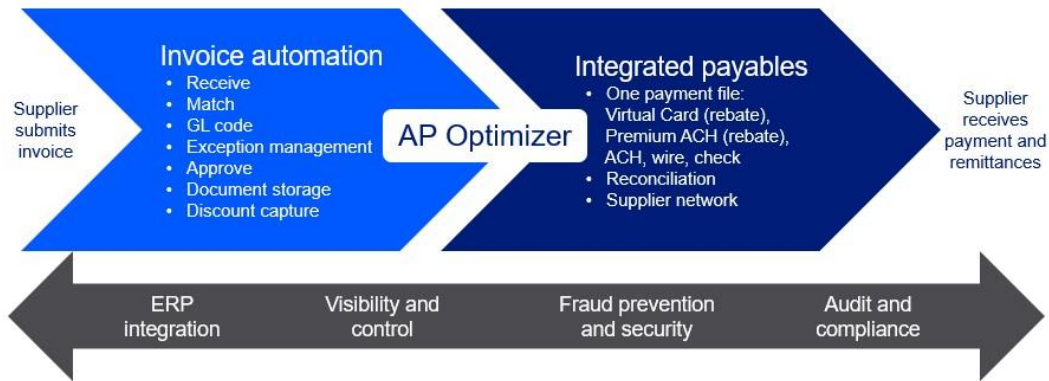 Supplier
submits
invoice
Invoice automation
• Receive
• Match
• GL code
• Exception management
• Approve
• Document storage
• Discount capture
AP Optimizer
Integrated payables
• One payment file:
Virtual Card (rebate),
Premium ACH (rebate),
ACH, wire, check
• Reconciliation
• Supplier network
Supplier
receives
payment and
remittances
ERP
integration
Visibility and
control
Fraud prevention
and security
Audit and
compliance